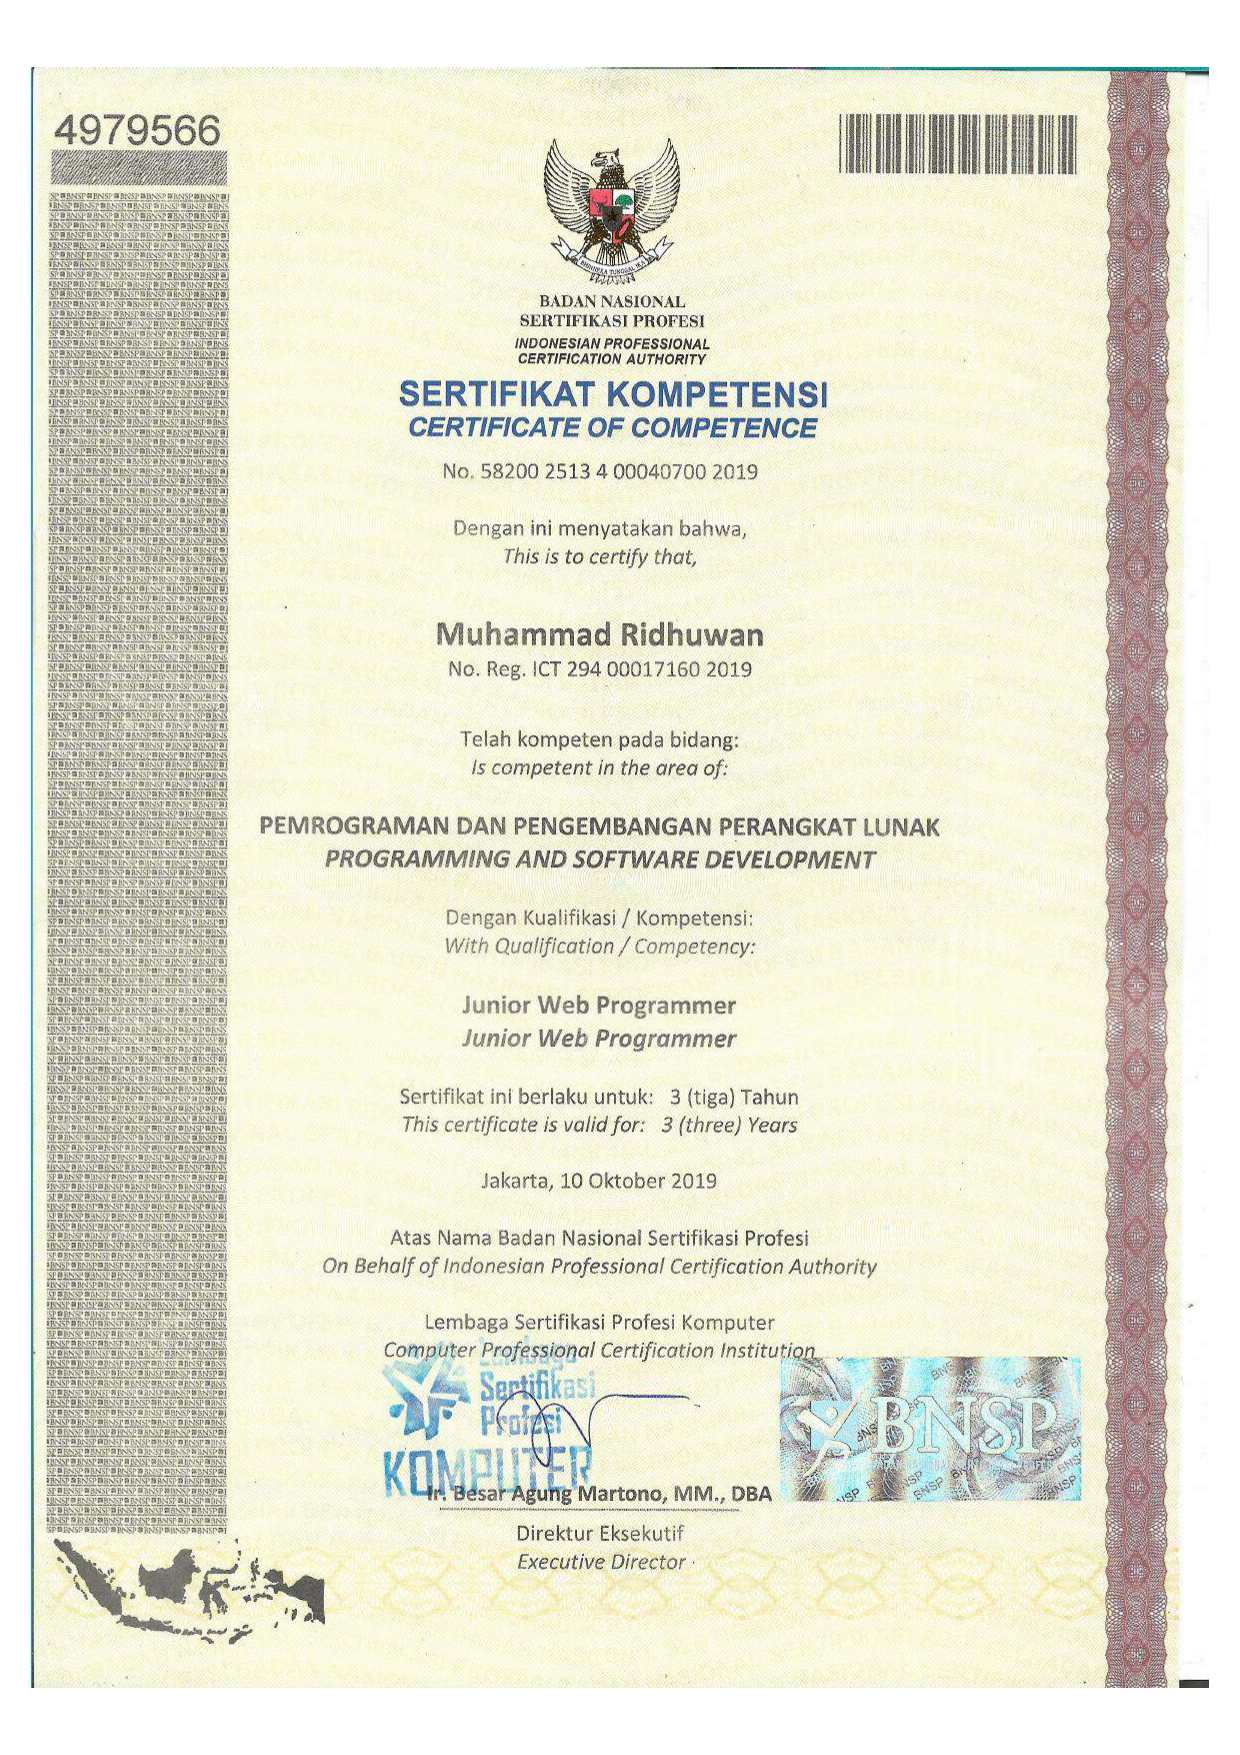 4979566
BHINNEKA TUNGGAL IKA
BADAN NASIONAL
SERTIFIKASI PROFESI
INDONESIAN PROFESSIONAL
CERTIFICATION AUTHORITY
SERTIFIKAT KOMPETENSI
CERTIFICATE OF COMPETENCE
No. 58200 2513 4 00040700 2019
Dengan ini menyatakan bahwa,
This is to certify that,
Muhammad Ridhuwan
No. Reg. ICT 294 00017160 2019
Telah kompeten pada bidang:
Is competent in the area of:
PEMROGRAMAN DAN PENGEMBANGAN PERANGKAT LUNAK
PROGRAMMING AND SOFTWARE DEVELOPMENT
Dengan Kualifikasi / Kompetensi:
With Qualification / Competency:
Junior Web Programmer
Junior Web Programmer
Sertifikat ini berlaku untuk: 3 (tiga) Tahun
This certificate is valid for: 3 (three) Years
Jakarta, 10 Oktober 2019
Atas Nama Badan Nasional Sertifikasi Profesi
On Behalf of Indonesian Professional Certification Authority
Lembaga Sertifikasi Profesi Komputer
Computer Professional Certification Institution
Lembaga
Sertifikasi
Profesi
KOMPUTER
BNSP
Ir. Besar Agung Martono, MM., DBA
Direktur Eksekutif
Executive Director